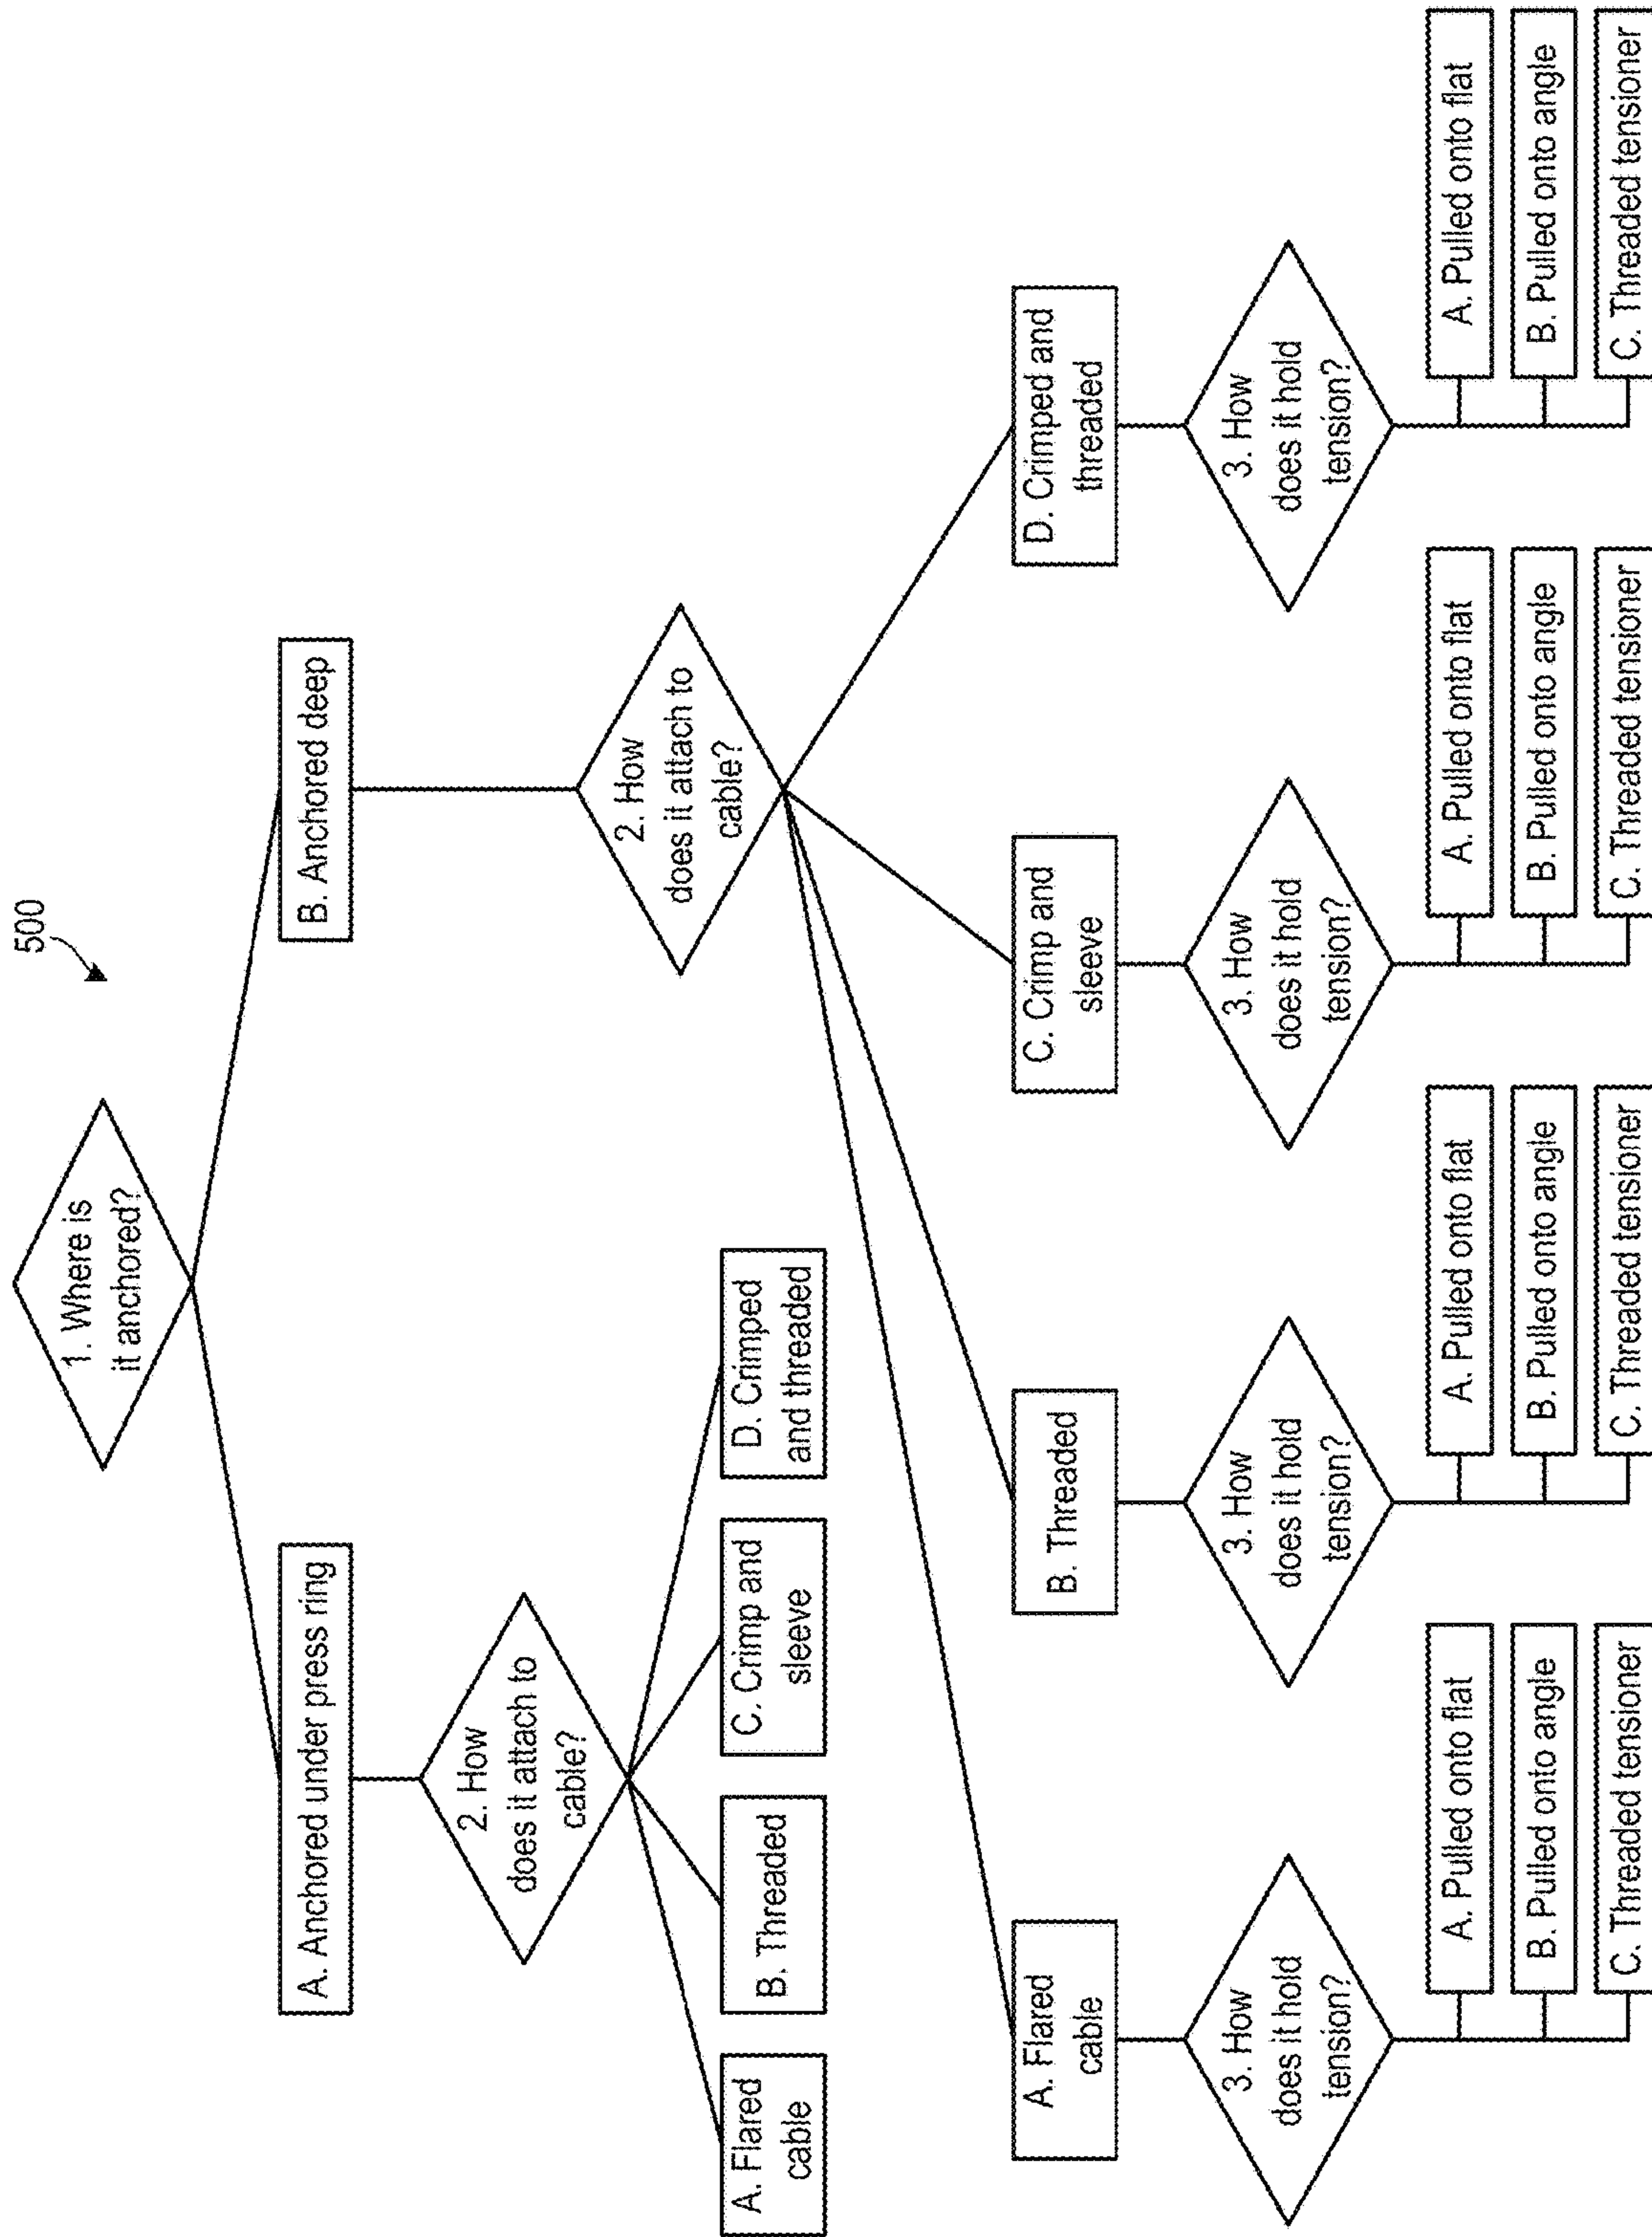 500
1. Where is
it anchored?
A. Anchored under press ring
B. Anchored deep
2. How
does it attach to
cable?
2. How
does it attach to
cable?
A. Flared
cable
B. Threaded
C. Crimp and
sleeve
D. Crimped
and threaded
A. Flared
cable
B. Threaded
C. Crimp and
sleeve
D. Crimped and
threaded
3. How
does it hold
tension?
3. How
does it hold
tension?
3. How
does it hold
tension?
3. How
does it hold
tension?
A. Pulled onto flat
B. Pulled onto angle
C. Threaded tensioner
A. Pulled onto flat
B. Pulled onto angle
C. Threaded tensioner
A. Pulled onto flat
B. Pulled onto angle
C. Threaded tensioner
A. Pulled onto flat
B. Pulled onto angle
C. Threaded tensioner